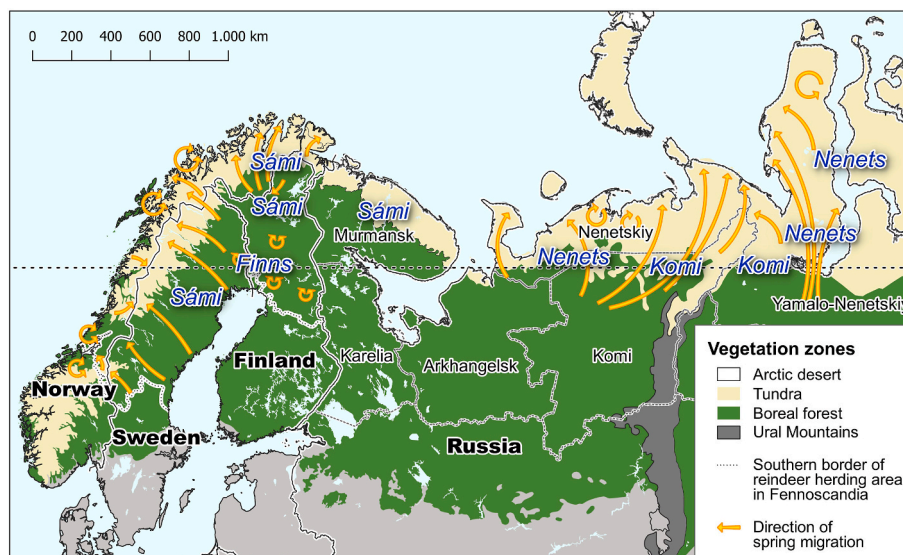 0 200 400 600 800 1.000 km
Sámi
Sámi
Sámi
Murmansk
Nenets
Nenetskiy
Nenets
Nenets
Finns
Nenets
Komi
Komi
Sámi
Yamalo-Nenetskiy
Norway
Finland
Karelia
Arkhangelsk
Komi
Sweden
Russia
Vegetation zones
Arctic desert
Tundra
Boreal forest
Ural Mountains
Southern border of
reindeer herding area
in Fennoscandia
Direction of
spring migration